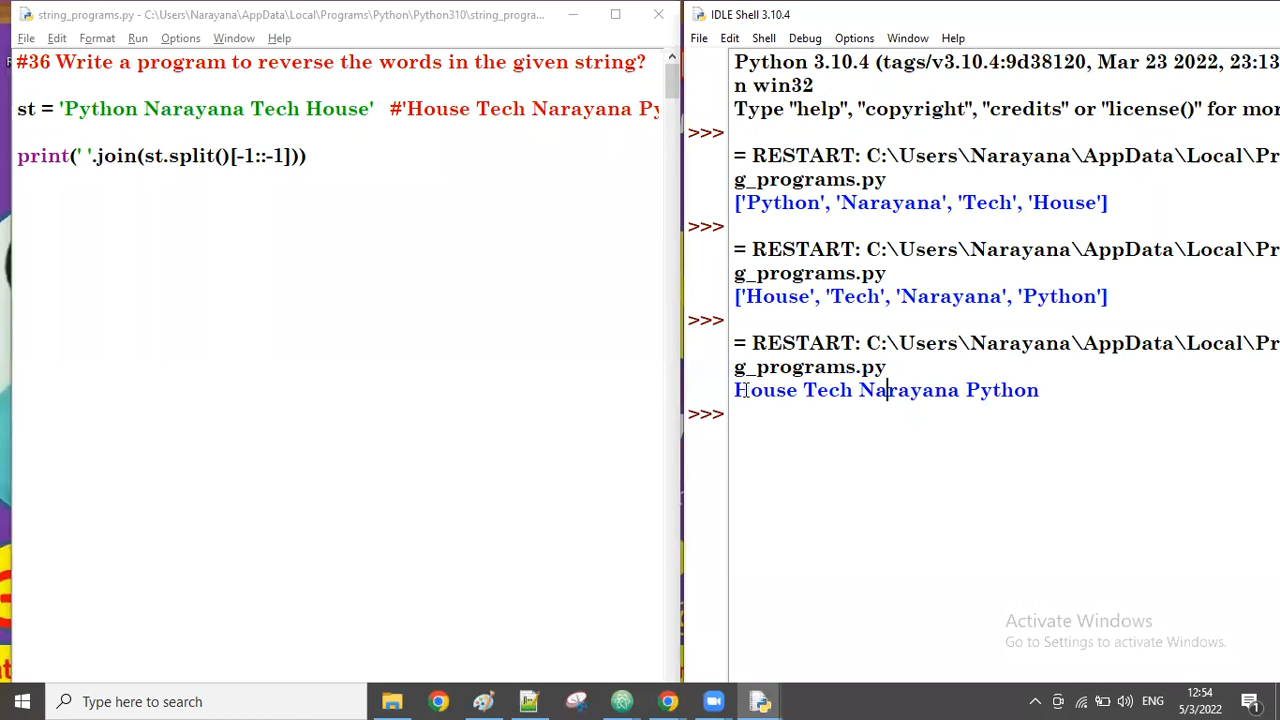 string_programs.py - C:\Users\Narayana\AppData\Local\Programs\Python\Python310\string_progra...
File Edit Format Run Options Window Help
#36 Write a program to reverse the words in the given string?
st = 'Python Narayana Tech House' #'House Tech Narayana Py
print(' '.join(st.split()[-1::-1]))
IDLE Shell 3.10.4
File Edit Shell Debug Options Window Help
Python 3.10.4 (tags/v3.10.4:9d38120, Mar 23 2022, 23:13
n win32
Type "help", "copyright", "credits" or "license()" for mor
>>>
= RESTART: C:\Users\Narayana\AppData\Local\Pr
g_programs.py
['Python', 'Narayana', 'Tech', 'House']
>>>
= RESTART: C:\Users\Narayana\AppData\Local\Pr
g_programs.py
['House', 'Tech', 'Narayana', 'Python']
>>>
= RESTART: C:\Users\Narayana\AppData\Local\Pr
g_programs.py
House Tech Narayana Python
>>>
Activate Windows
Go to Settings to activate Windows.
Type here to search
ENG
12:54
5/3/2022
1